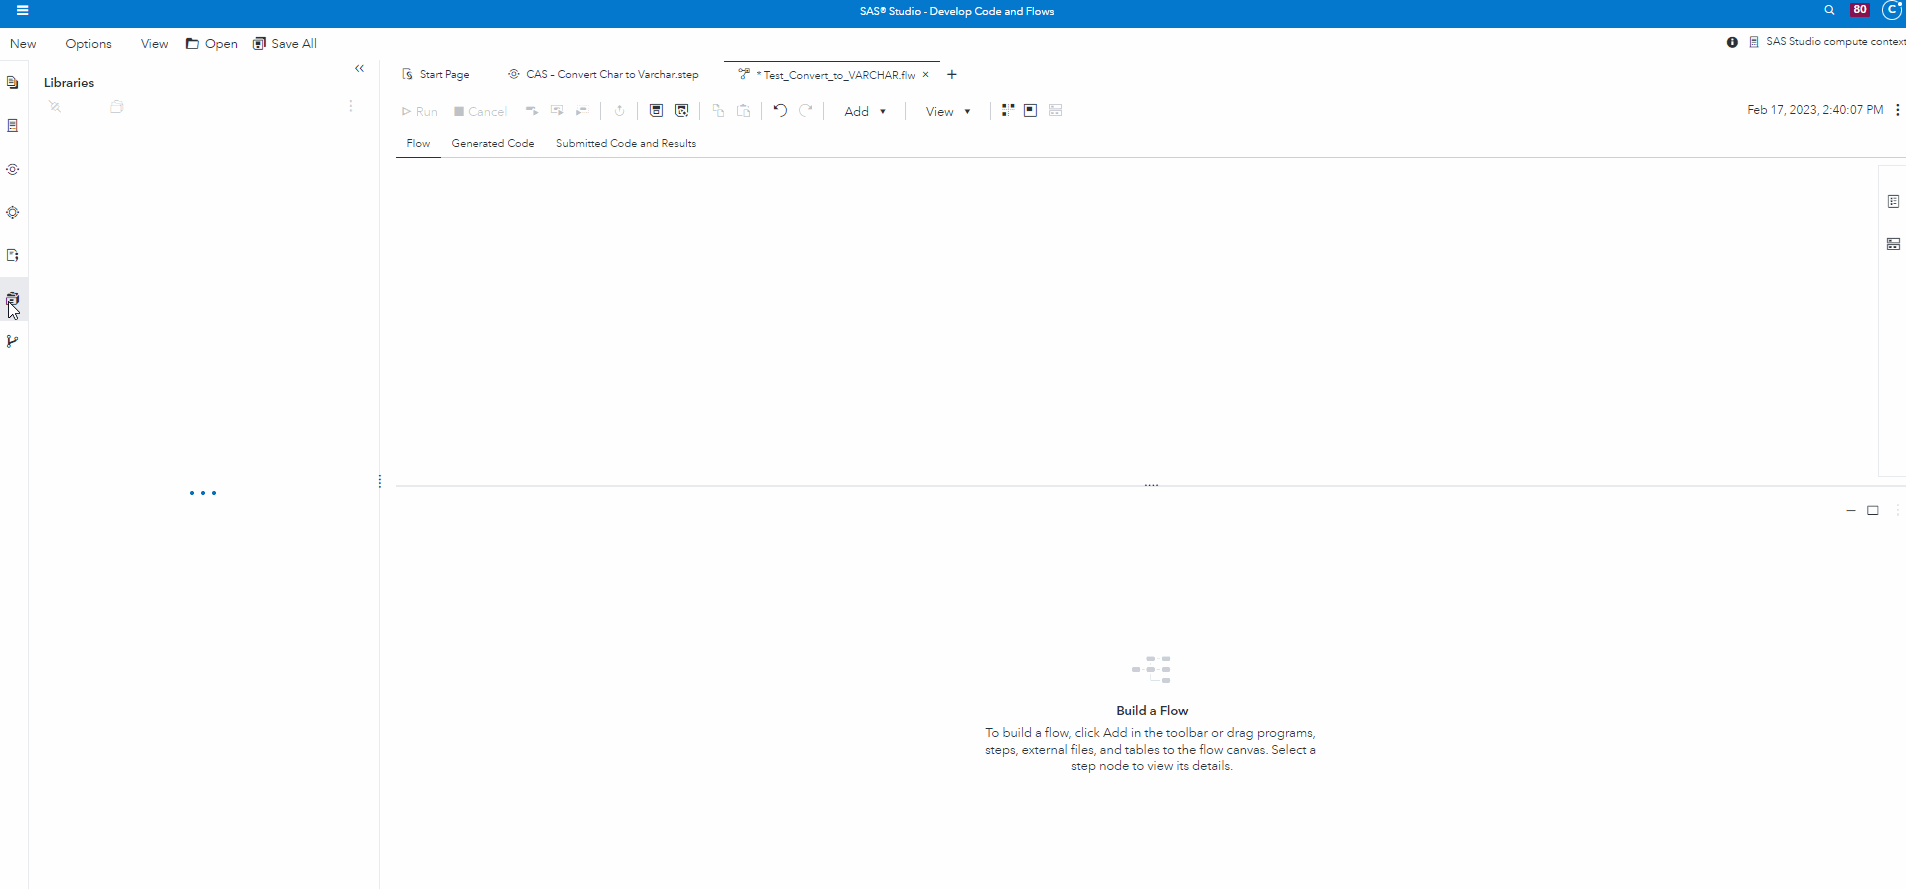 SAS® Studio - Develop Code and Flows
80
C
New Options View Open Save All
SAS Studio compute context
Libraries
Start Page
CAS - Convert Char to Varchar.step
* Test_Convert_to_VARCHAR.flw
Run Cancel
Add
View
Feb 17, 2023, 2:40:07 PM
Flow Generated Code Submitted Code and Results
Build a Flow
To build a flow, click Add in the toolbar or drag programs,
steps, external files, and tables to the flow canvas. Select a
step node to view its details.